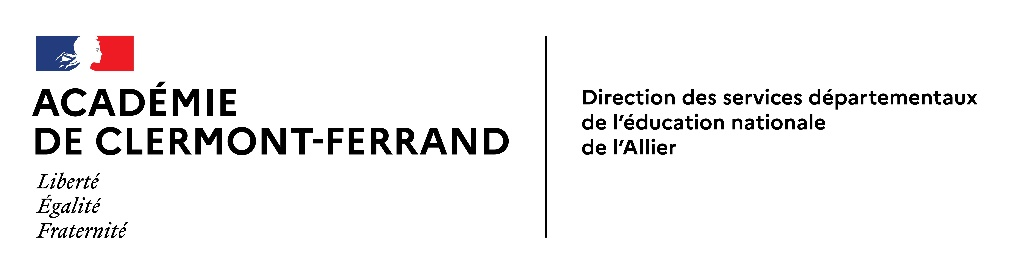 ACADÉMIE
DE CLERMONT-FERRAND
Liberté
Égalité
Fraternité
Direction des services départementaux
de l'éducation nationale
de l'Allier